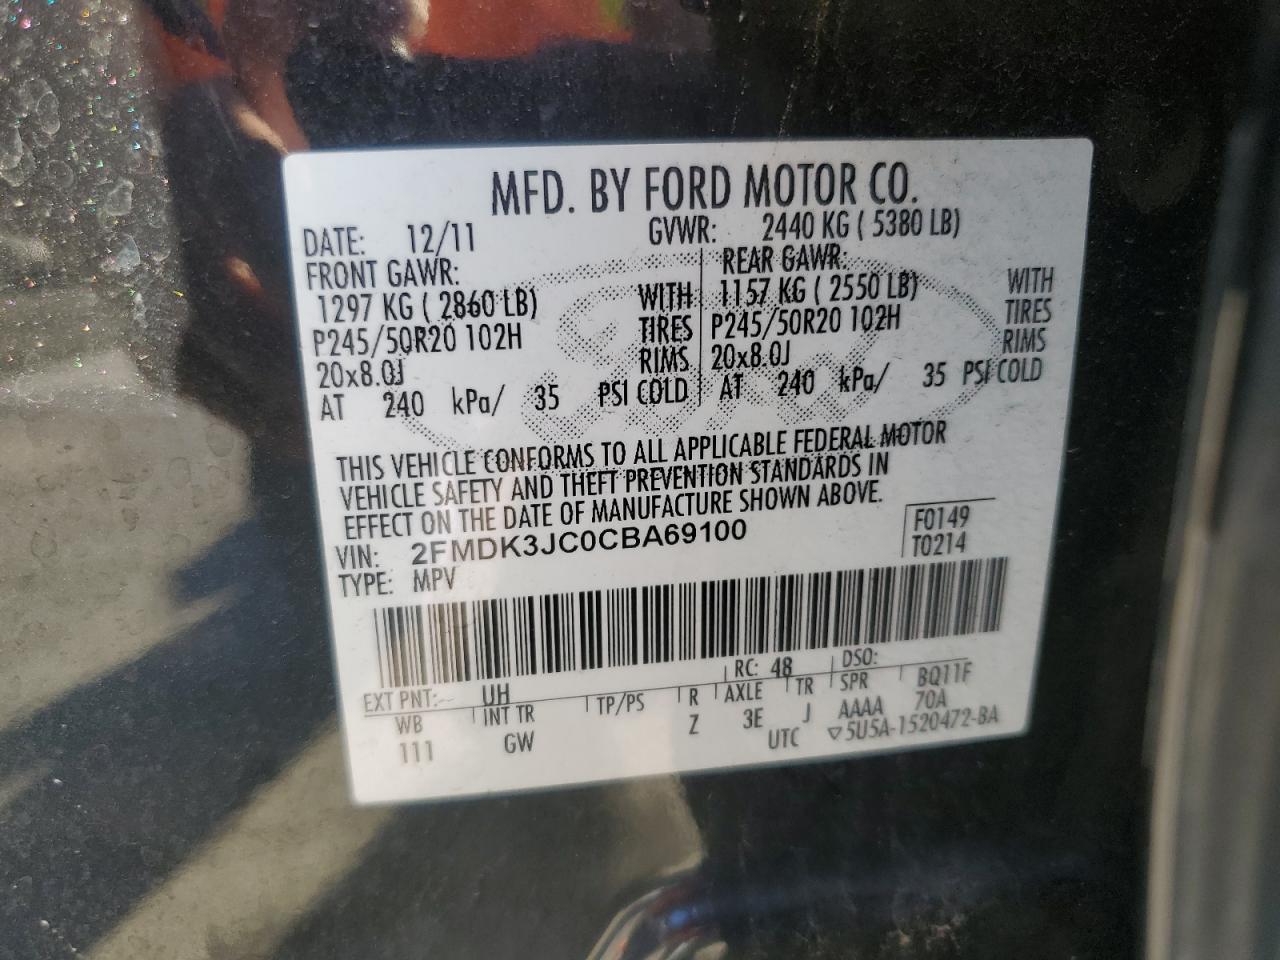 MFD. BY FORD MOTOR CO.
DATE: 12/11 GVWR: 2440 KG ( 5380 LB)
FRONT GAWR: REAR GAWR:
1297 KG ( 2860 LB) WITH 1157 KG ( 2550 LB) WITH
P245/50R20 102H TIRES P245/50R20 102H TIRES
20x8.0J RIMS 20x8.0J RIMS
AT 240 kPa/ 35 PSI COLD AT 240 kPa/ 35 PSI COLD
THIS VEHICLE CONFORMS TO ALL APPLICABLE FEDERAL MOTOR
VEHICLE SAFETY AND THEFT PREVENTION STANDARDS IN
EFFECT ON THE DATE OF MANUFACTURE SHOWN ABOVE.
VIN: 2FMDK3JC0CBA69100 F0149
TYPE: MPV T0214
RC: 48 DSO:
EXT PNT: UH BQ11F
WB INT TR TP/PS R AXLE TR SPR 70A
111 GW Z 3E J AAAA
UTC ▽5U5A-1520472-BA